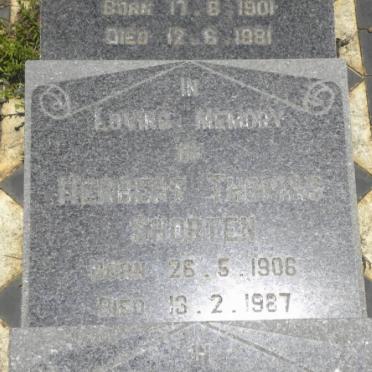 BORN 17.8.1901
DIED 12.6.1981
IN
LOVING MEMORY
OF
HERBERT THOMAS
SHORTEN
BORN 26.5.1906
DIED 13.2.1987
IN